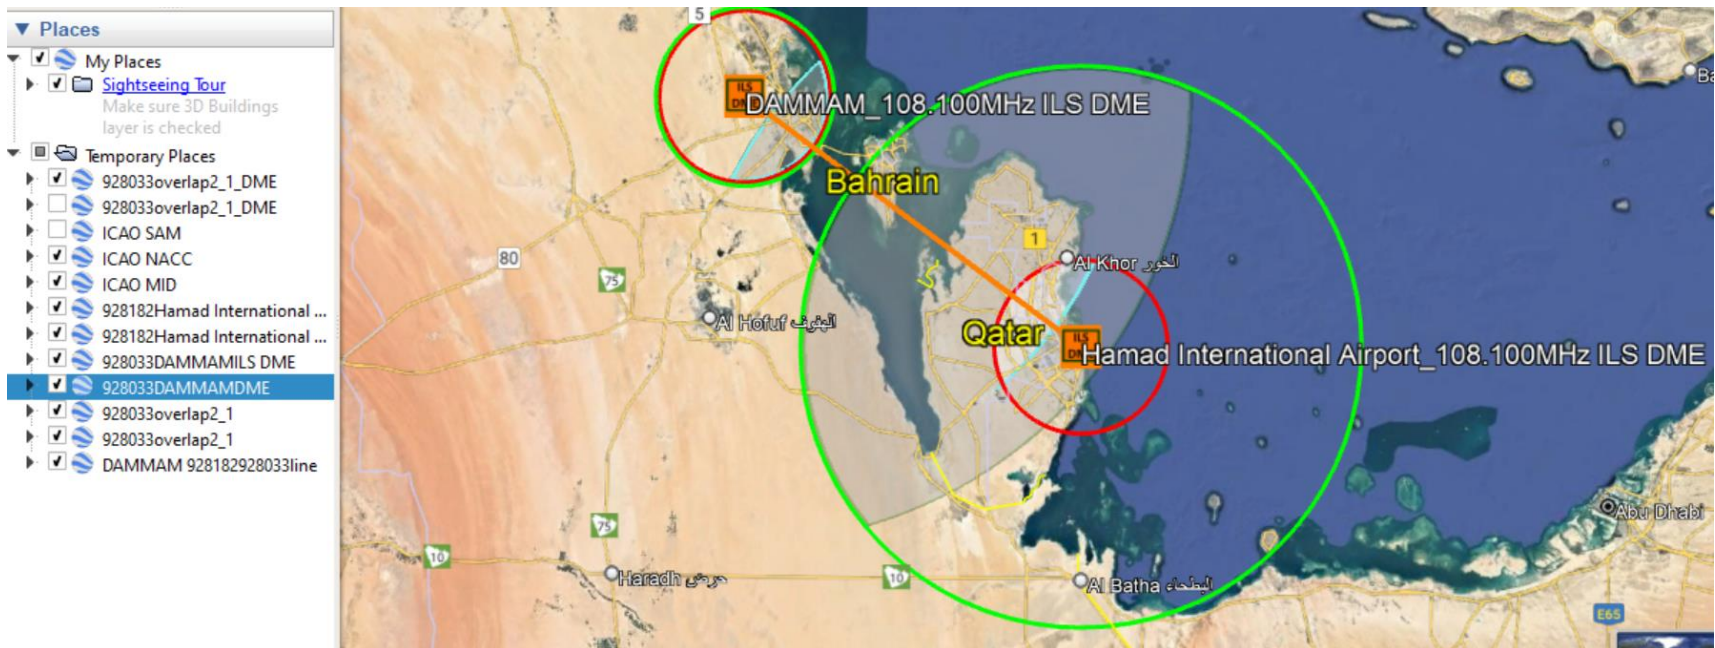 Places
My Places
Sightseeing Tour
Make sure 3D Buildings
layer is checked
Temporary Places
928033overlap2_1_DME
928033overlap2_1_DME
ICAO SAM
ICAO NACC
ICAO MID
928182Hamad International ...
928182Hamad International ...
928033DAMMAMILS DME
928033DAMMAMDME
928033overlap2_1
928033overlap2_1
DAMMAM 928182928033line
5
ILS
DAMMAM_108.100MHz ILS DME
Ba
Bahrain
1
80
75
Al Khor الخور
Al Hofuf الهفوف
Qatar
ILS
Hamad International Airport_108.100MHz ILS DME
75
Abu Dhabi
10
Haradh حرض
10
Al Batha البطحاء
E65